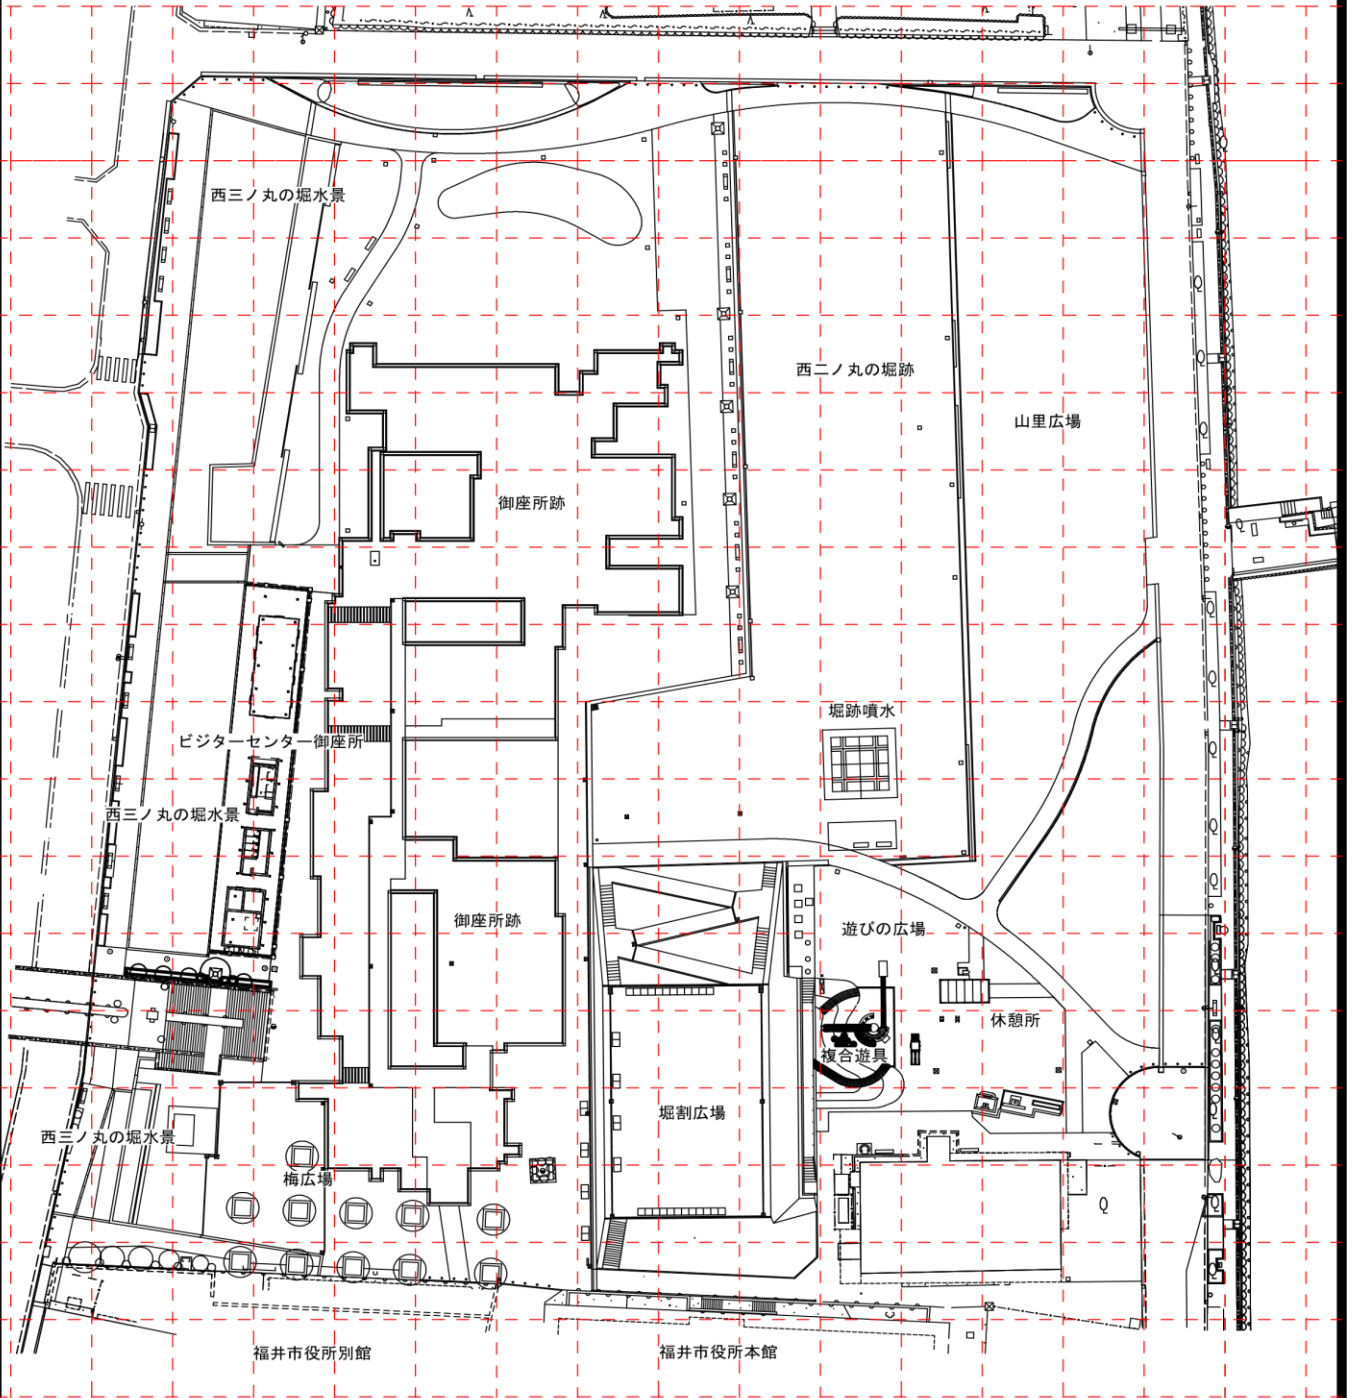 西三ノ丸の堀水景
西二ノ丸の堀跡
山里広場
御座所跡
堀跡噴水
ビジターセンター御座所
西三ノ丸の堀水景
御座所跡
遊びの広場
休憩所
複合遊具
堀割広場
西三ノ丸の堀水景
梅広場
福井市役所別館
福井市役所本館